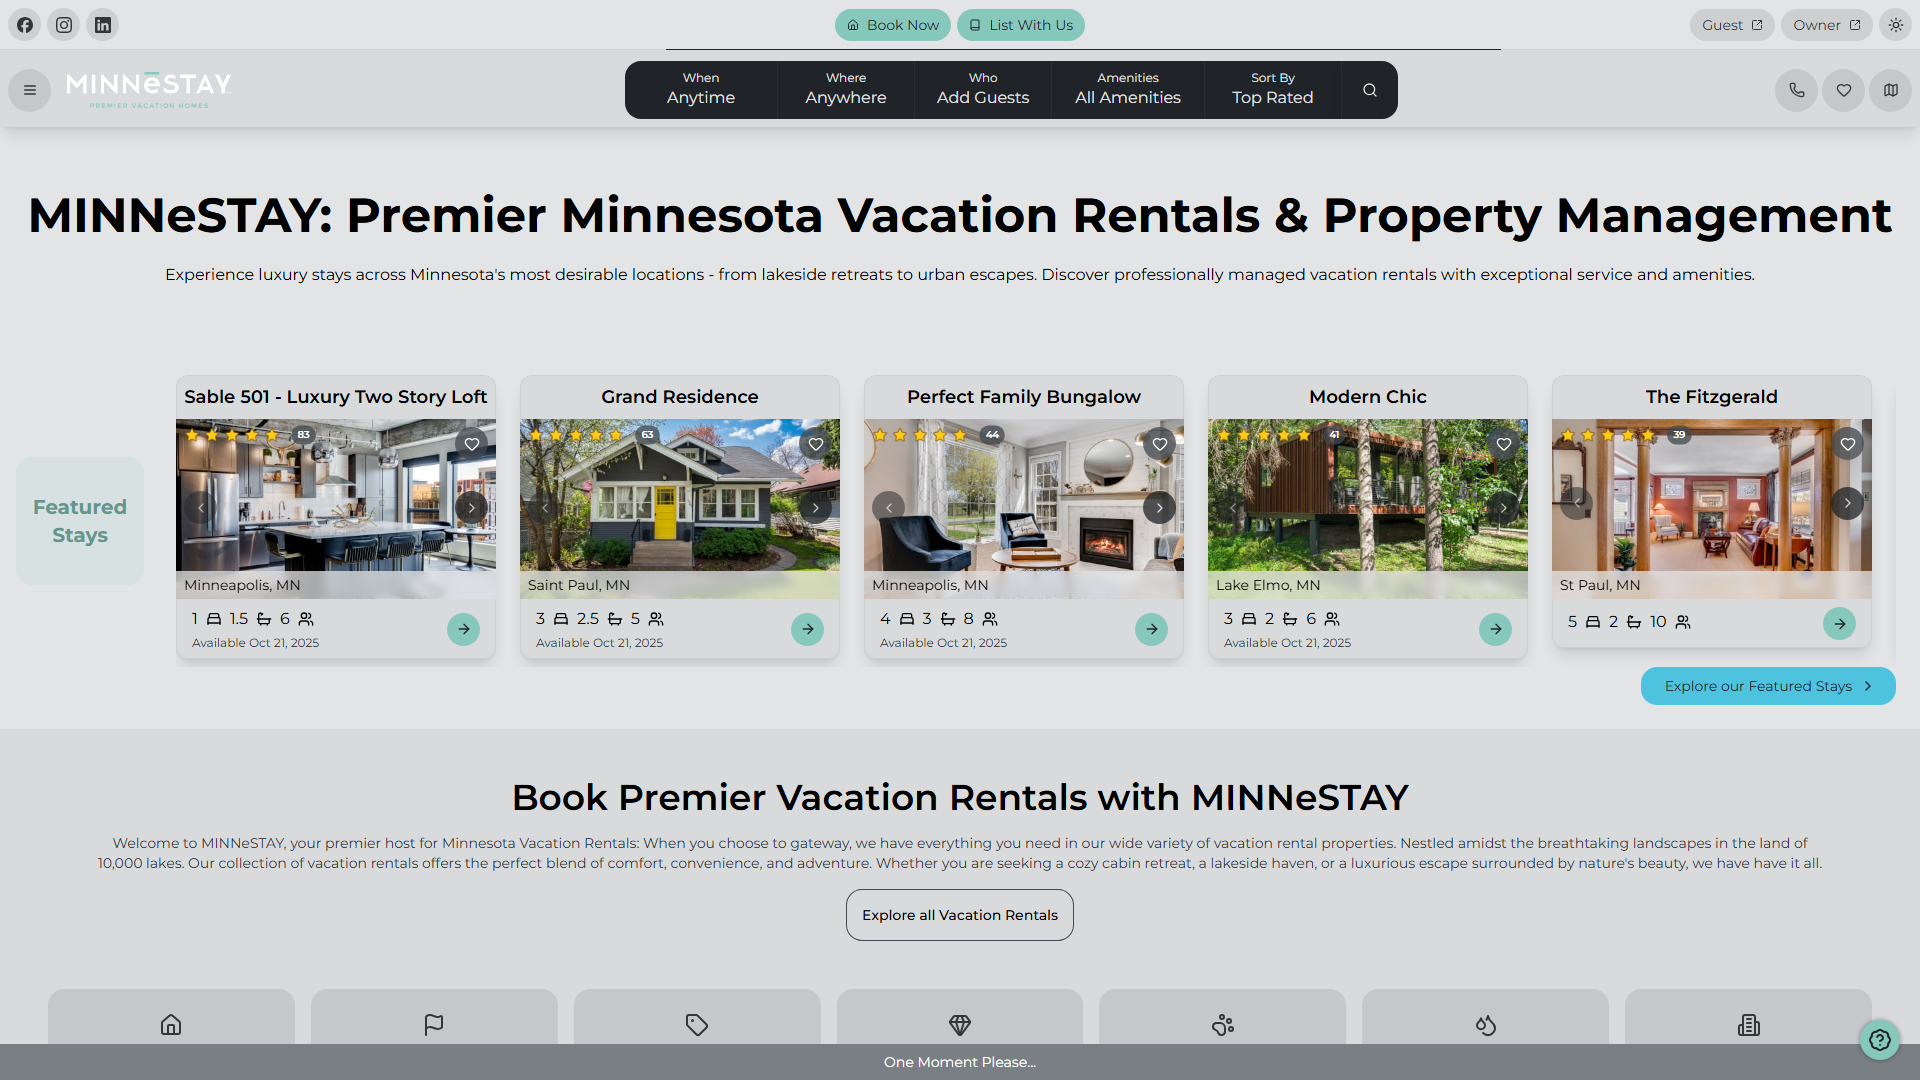 Book Now
List With Us
Guest
Owner
MINNēSTAY
PREMIER VACATION HOMES
When
Anytime
Where
Anywhere
Who
Add Guests
Amenities
All Amenities
Sort By
Top Rated
MINNeSTAY: Premier Minnesota Vacation Rentals & Property Management
Experience luxury stays across Minnesota's most desirable locations - from lakeside retreats to urban escapes. Discover professionally managed vacation rentals with exceptional service and amenities.
Featured
Stays
Sable 501 - Luxury Two Story Loft
83
Minneapolis, MN
1 1.5 6
Available Oct 21, 2025
Grand Residence
63
Saint Paul, MN
3 2.5 5
Available Oct 21, 2025
Perfect Family Bungalow
44
Minneapolis, MN
4 3 8
Available Oct 21, 2025
Modern Chic
41
Lake Elmo, MN
3 2 6
Available Oct 21, 2025
The Fitzgerald
39
St Paul, MN
5 2 10
Explore our Featured Stays
Book Premier Vacation Rentals with MINNeSTAY
Welcome to MINNeSTAY, your premier host for Minnesota Vacation Rentals: When you choose to gateway, we have everything you need in our wide variety of vacation rental properties. Nestled amidst the breathtaking landscapes in the land of
10,000 lakes. Our collection of vacation rentals offers the perfect blend of comfort, convenience, and adventure. Whether you are seeking a cozy cabin retreat, a lakeside haven, or a luxurious escape surrounded by nature's beauty, we have have it all.
Explore all Vacation Rentals
One Moment Please...